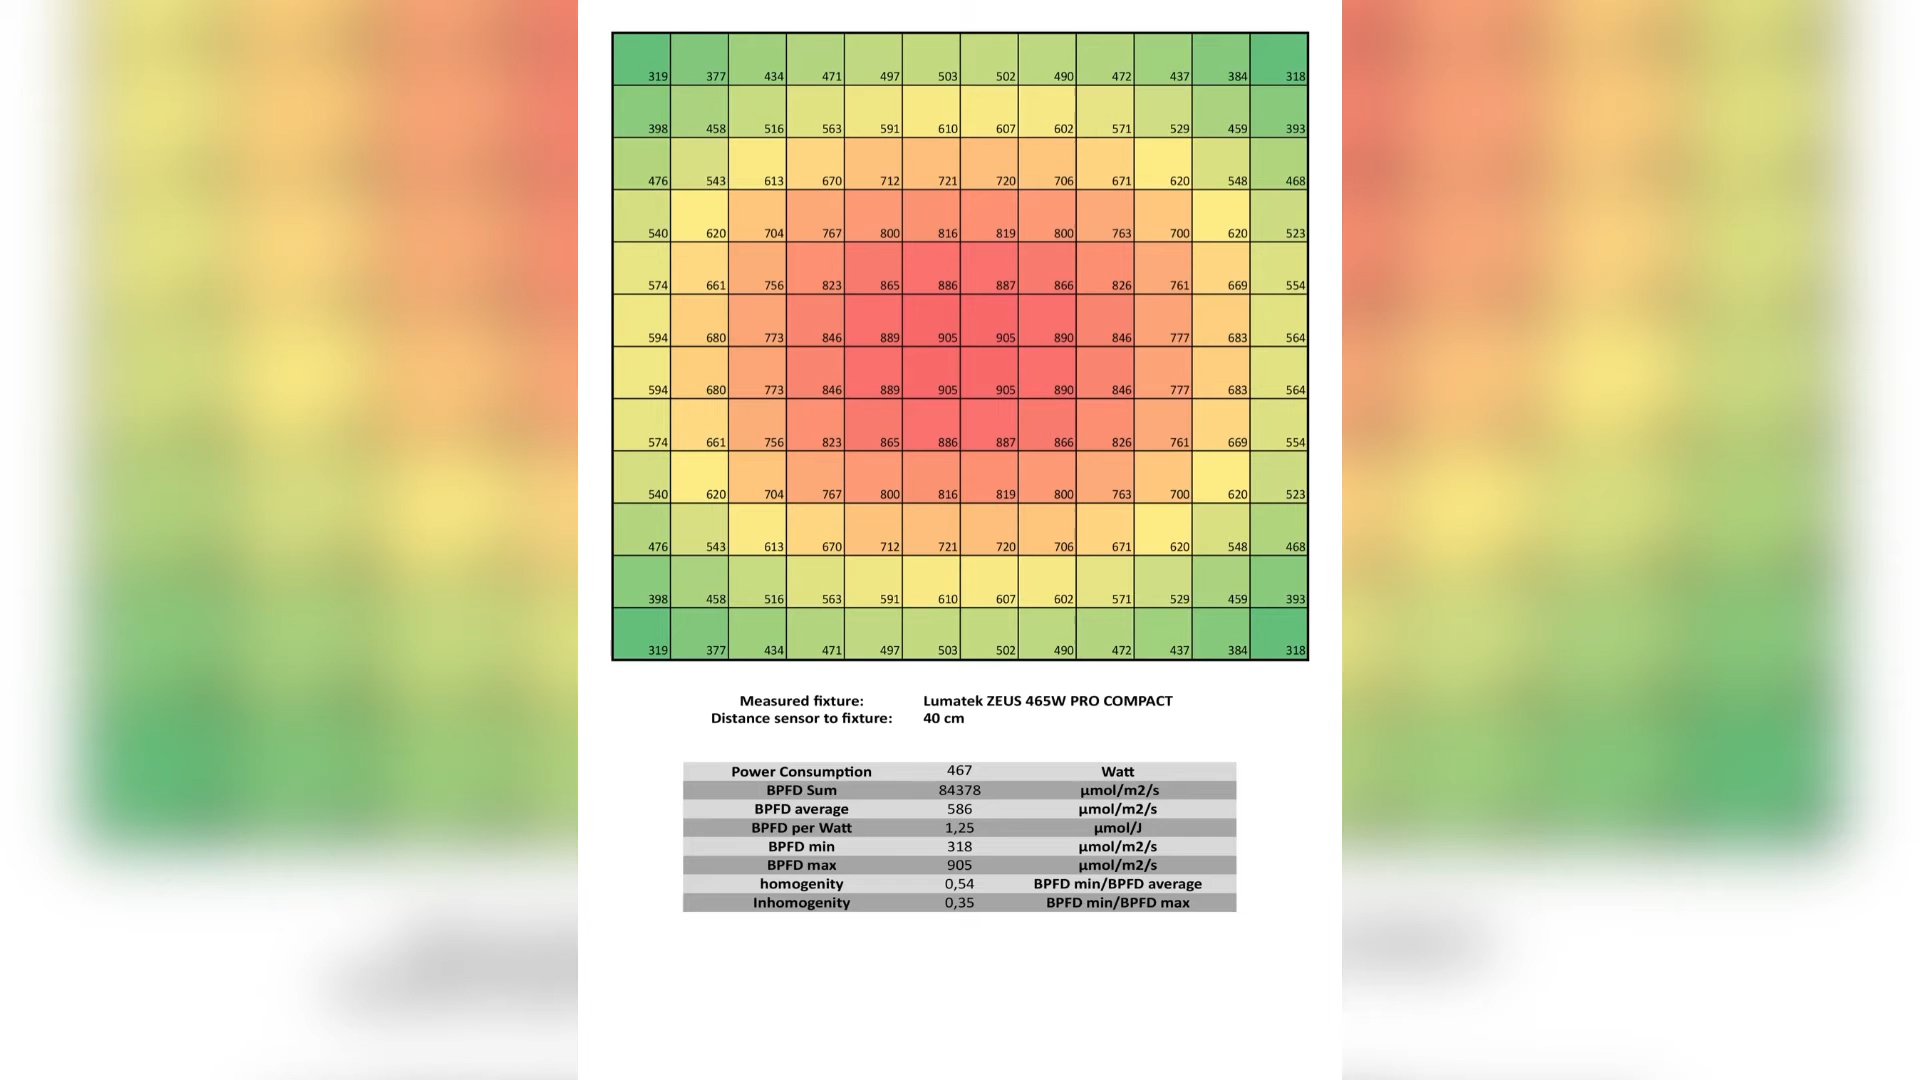 319 377 434 471 497 503 502 490 472 437 384 318
398 458 516 563 591 610 607 602 571 529 459 393
476 543 613 670 712 721 720 706 671 620 548 468
540 620 704 767 800 816 819 800 763 700 620 523
574 661 756 823 865 886 887 866 826 761 669 554
594 680 773 846 889 905 905 890 846 777 683 564
594 680 773 846 889 905 905 890 846 777 683 564
574 661 756 823 865 886 887 866 826 761 669 554
540 620 704 767 800 816 819 800 763 700 620 523
476 543 613 670 712 721 720 706 671 620 548 468
398 458 516 563 591 610 607 602 571 529 459 393
319 377 434 471 497 503 502 490 472 437 384 318
Measured fixture: Lumatek ZEUS 465W PRO COMPACT
Distance sensor to fixture: 40 cm
Power Consumption 467 Watt
BPFD Sum 84378 µmol/m2/s
BPFD average 586 µmol/m2/s
BPFD per Watt 1,25 µmol/J
BPFD min 318 µmol/m2/s
BPFD max 905 µmol/m2/s
homogenity 0,54 BPFD min/BPFD average
Inhomogenity 0,35 BPFD min/BPFD max